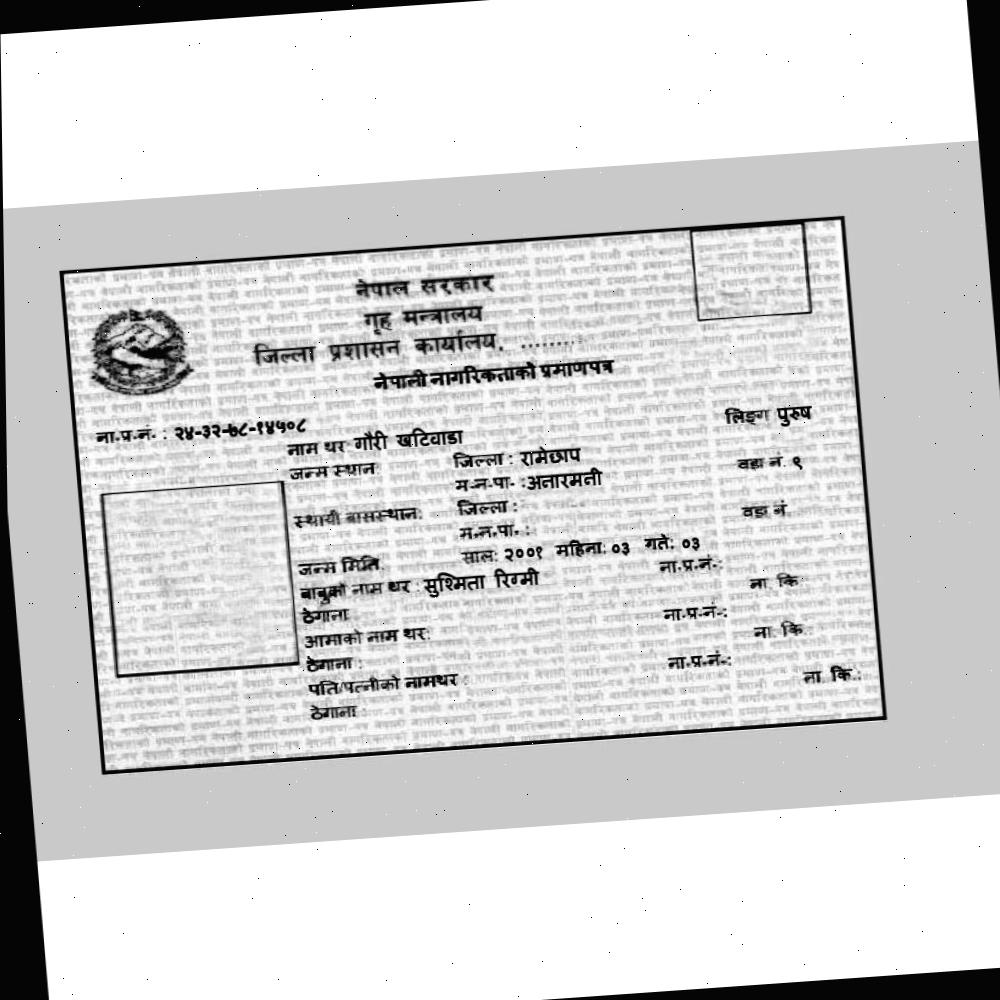 नेपाल सरकार
गृह मन्त्रालय
जिल्ला प्रशासन कार्यालय, ........
नेपाली नागरिकताको प्रमाणपत्र
ना.प्र.नं. : २४-३२-७८-१४५०८
लिङ्ग पुरुष
नाम थर गौरी खटिवाडा
जन्म स्थान: जिल्ला : रामेछाप
म.न.पा. :अनारमनी वडा नं. ९
स्थायी बासस्थान: जिल्ला :
म.न.पा. : वडा नं.
जन्म मिति: साल: २००१ महिना: ०३ गते: ०३
बाबुको नाम थर : सुश्मिता रिग्मी ना.प्र.नं.:
ठेगाना ना. कि.:
आमाको नाम थर: ना.प्र.नं.:
ठेगाना : ना. कि.:
पति/पत्नीको नामथर : ना.प्र.नं.:
ठेगाना : ना. कि.: